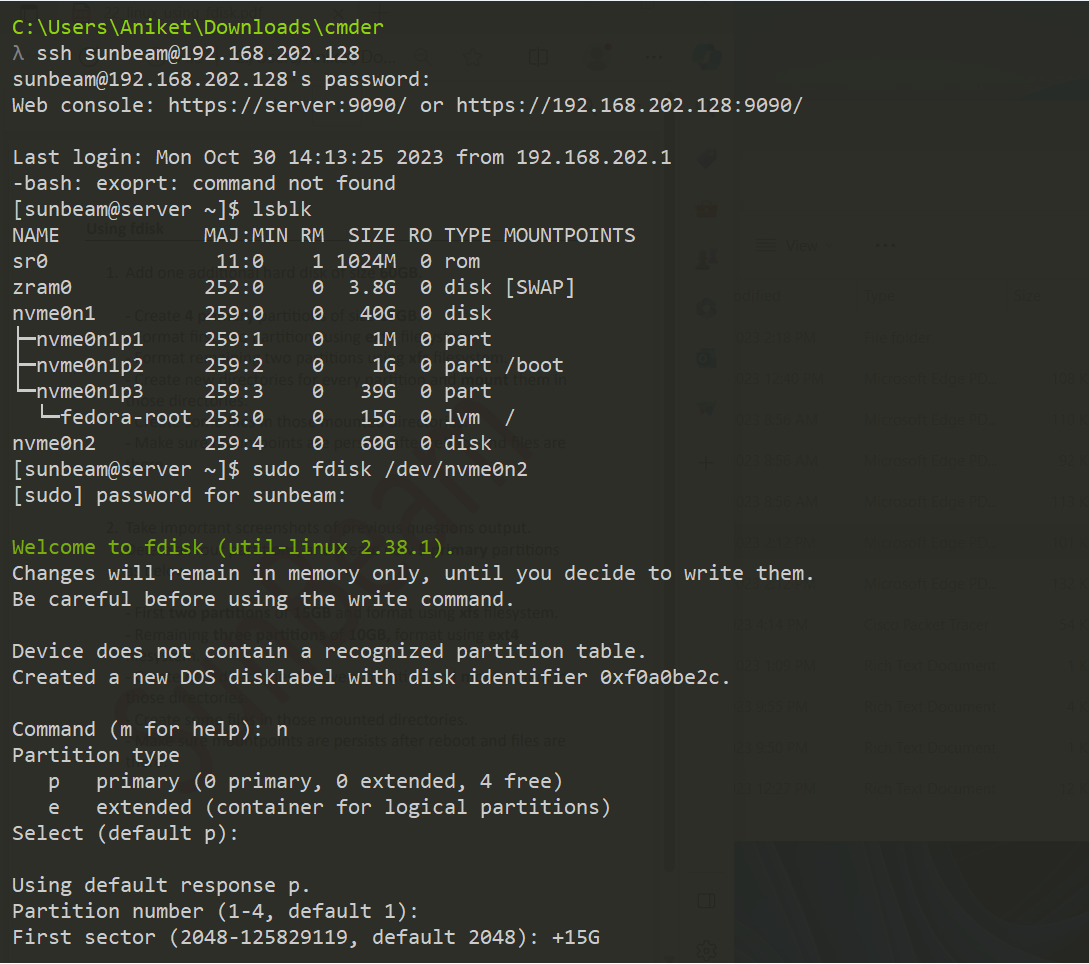 C:\Users\Aniket\Downloads\cmder
λ ssh sunbeam@192.168.202.128
sunbeam@192.168.202.128's password:
Web console: https://server:9090/ or https://192.168.202.128:9090/
Last login: Mon Oct 30 14:13:25 2023 from 192.168.202.1
-bash: exoprt: command not found
[sunbeam@server ~]$ lsblk
NAME            MAJ:MIN RM   SIZE RO TYPE MOUNTPOINTS
sr0              11:0    1 1024M  0 rom
zram0           252:0    0  3.8G  0 disk [SWAP]
nvme0n1         259:0    0   40G  0 disk
├─nvme0n1p1     259:1    0    1M  0 part
├─nvme0n1p2     259:2    0    1G  0 part /boot
└─nvme0n1p3     259:3    0   39G  0 part
  └─fedora-root 253:0    0   15G  0 lvm  /
nvme0n2         259:4    0   60G  0 disk
[sunbeam@server ~]$ sudo fdisk /dev/nvme0n2
[sudo] password for sunbeam:
Welcome to fdisk (util-linux 2.38.1).
Changes will remain in memory only, until you decide to write them.
Be careful before using the write command.
Device does not contain a recognized partition table.
Created a new DOS disklabel with disk identifier 0xf0a0be2c.
Command (m for help): n
Partition type
   p   primary (0 primary, 0 extended, 4 free)
   e   extended (container for logical partitions)
Select (default p):
Using default response p.
Partition number (1-4, default 1):
First sector (2048-125829119, default 2048): +15G